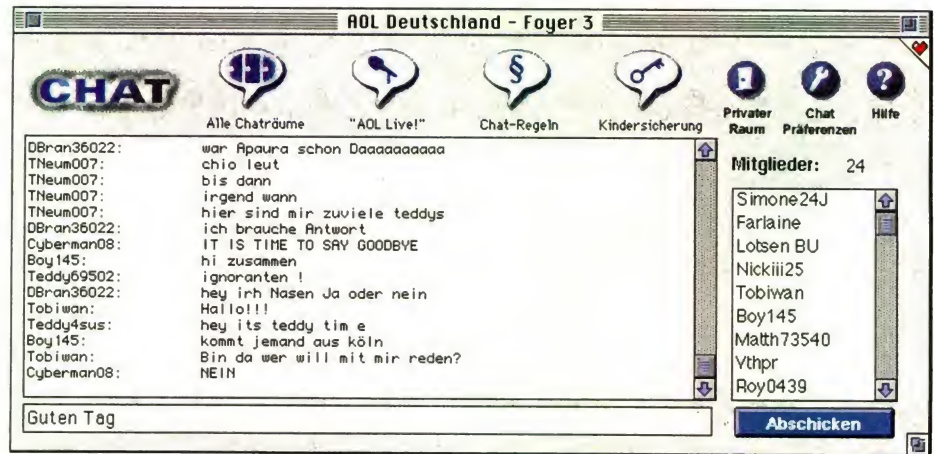 AOL Deutschland - Foyer 3
CHAT
Alle Chaträume
"AOL Live!"
§
Chat-Regeln
Kindersicherung
Privater Raum
Chat Präferenzen
?
Hilfe
DBran36022: war Apaura schon Daaaaaaaaaa
TNeum007: chio leut
TNeum007: bis dann
TNeum007: irgend wann
TNeum007: hier sind mir zuviele teddys
DBran36022: ich brauche Antwort
Cyberman08: IT IS TIME TO SAY GOODBYE
Boy145: hi zusammen
Teddy69502: ignoranten !
DBran36022: hey irh Nasen Ja oder nein
Tobiwan: Hallo!!!
Teddy4sus: hey its teddy tim e
Boy145: kommt jemand aus köln
Tobiwan: Bin da wer will mit mir reden?
Cyberman08: NEIN
Mitglieder: 24
Simone24J
Farlaine
Lotsen BU
Nickiii25
Tobiwan
Boy145
Matth73540
Ythpr
Roy0439
Guten Tag
Abschicken